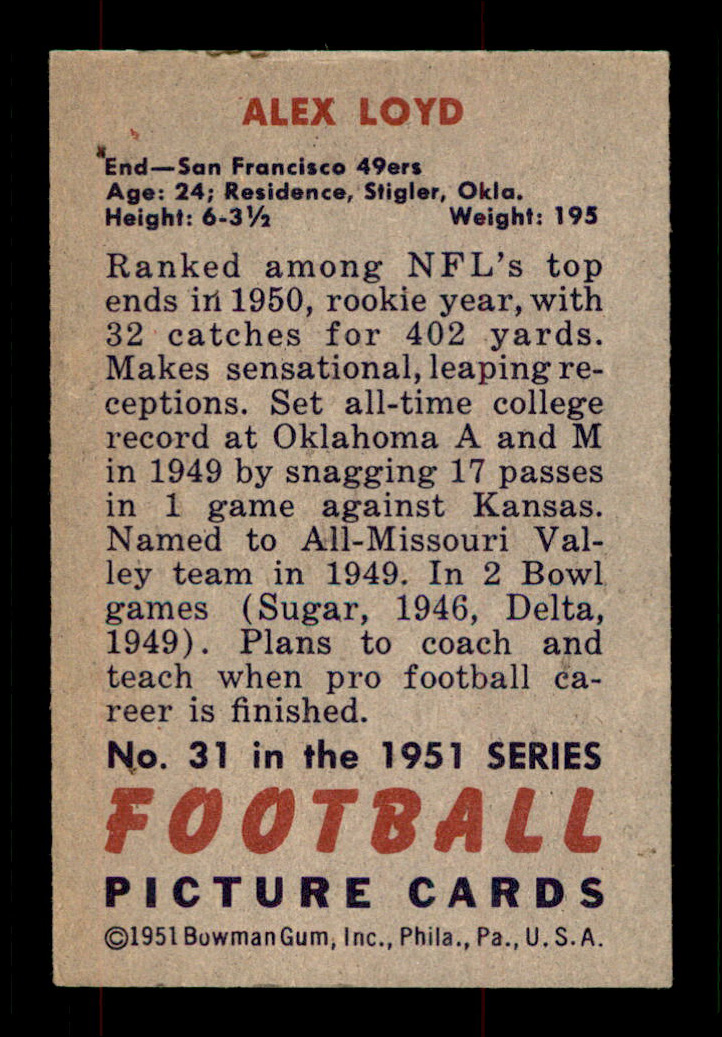 ALEX LOYD
End—San Francisco 49ers
Age: 24; Residence, Stigler, Okla.
Height: 6-3½ Weight: 195
Ranked among NFL's top
ends in 1950, rookie year, with
32 catches for 402 yards.
Makes sensational, leaping re-
ceptions. Set all-time college
record at Oklahoma A and M
in 1949 by snagging 17 passes
in 1 game against Kansas.
Named to All-Missouri Val-
ley team in 1949. In 2 Bowl
games (Sugar, 1946, Delta,
1949). Plans to coach and
teach when pro football ca-
reer is finished.
No. 31 in the 1951 SERIES
FOOTBALL
PICTURE CARDS
©1951 Bowman Gum, Inc., Phila., Pa., U. S. A.